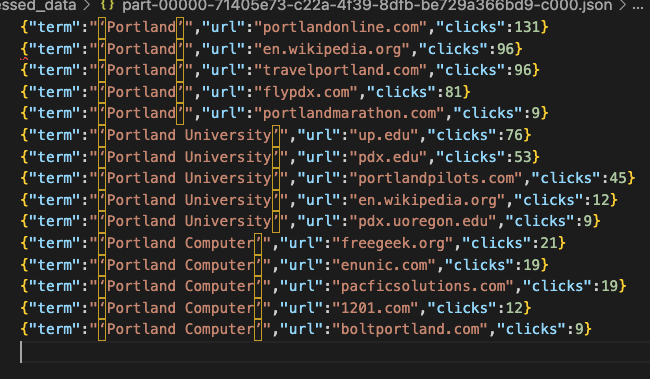 essed_data > {} part-00000-71405e73-c22a-4f39-8dfb-be729a366bd9-c000.json > ...
{"term":"‘Portland’","url":"portlandonline.com","clicks":131}
{"term":"‘Portland’","url":"en.wikipedia.org","clicks":96}
{"term":"‘Portland’","url":"travelportland.com","clicks":96}
{"term":"‘Portland’","url":"flypdx.com","clicks":81}
{"term":"‘Portland’","url":"portlandmarathon.com","clicks":9}
{"term":"‘Portland University’","url":"up.edu","clicks":76}
{"term":"‘Portland University’","url":"pdx.edu","clicks":53}
{"term":"‘Portland University’","url":"portlandpilots.com","clicks":45}
{"term":"‘Portland University’","url":"en.wikipedia.org","clicks":12}
{"term":"‘Portland University’","url":"pdx.uoregon.edu","clicks":9}
{"term":"‘Portland Computer’","url":"freegeek.org","clicks":21}
{"term":"‘Portland Computer’","url":"enunic.com","clicks":19}
{"term":"‘Portland Computer’","url":"pacficsolutions.com","clicks":19}
{"term":"‘Portland Computer’","url":"1201.com","clicks":12}
{"term":"‘Portland Computer’","url":"boltportland.com","clicks":9}